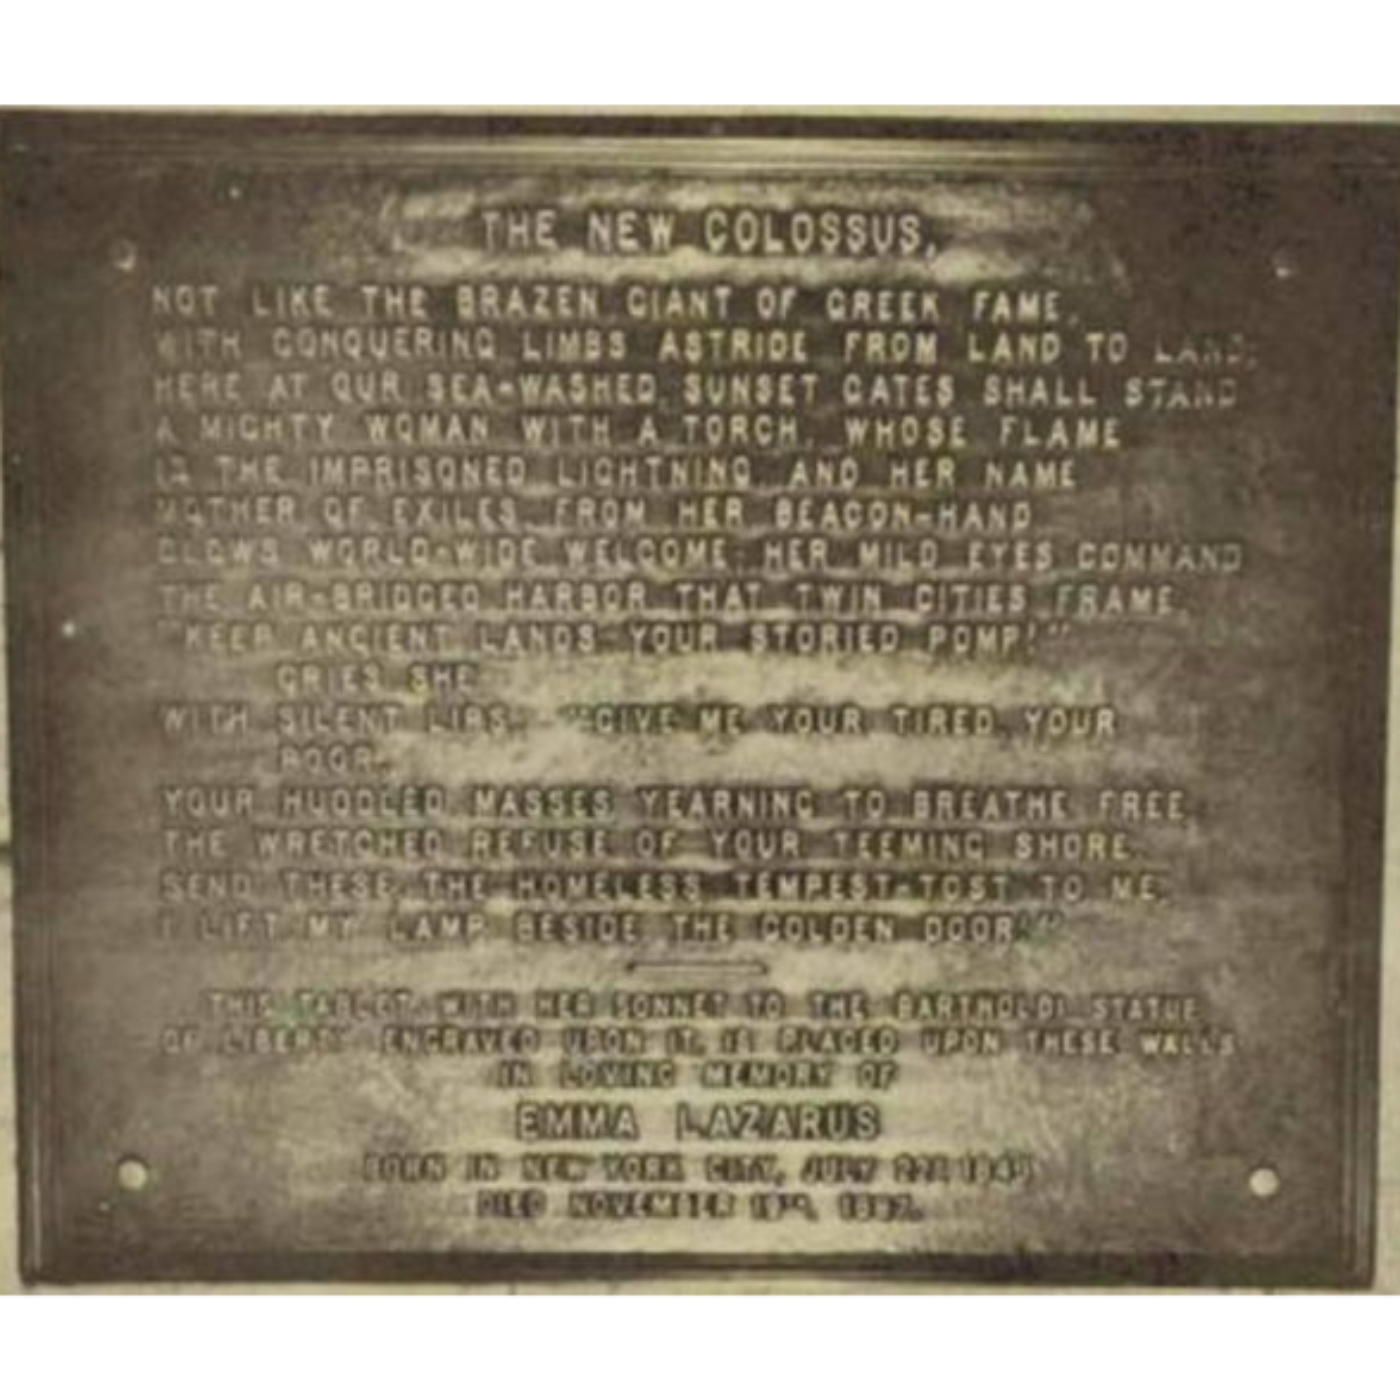 THE NEW COLOSSUS.
NOT LIKE THE BRAZEN GIANT OF GREEK FAME,
WITH CONQUERING LIMBS ASTRIDE FROM LAND TO LAND;
HERE AT OUR SEA-WASHED, SUNSET GATES SHALL STAND
A MIGHTY WOMAN WITH A TORCH, WHOSE FLAME
IS THE IMPRISONED LIGHTNING, AND HER NAME
MOTHER OF EXILES. FROM HER BEACON-HAND
GLOWS WORLD-WIDE WELCOME; HER MILD EYES COMMAND
THE AIR-BRIDGED HARBOR THAT TWIN CITIES FRAME.
"KEEP ANCIENT LANDS YOUR STORIED POMP!"
CRIES SHE
WITH SILENT LIPS. "GIVE ME YOUR TIRED, YOUR
POOR,
YOUR HUDDLED MASSES YEARNING TO BREATHE FREE,
THE WRETCHED REFUSE OF YOUR TEEMING SHORE.
SEND THESE, THE HOMELESS, TEMPEST-TOST TO ME,
I LIFT MY LAMP BESIDE THE GOLDEN DOOR!"
THIS TABLET, WITH HER SONNET TO THE BARTHOLDI STATUE
OF LIBERTY ENGRAVED UPON IT, IS PLACED UPON THESE WALLS
IN LOVING MEMORY OF
EMMA LAZARUS
BORN IN NEW YORK CITY, JULY 22D, 1849
DIED NOVEMBER 19TH, 1887.